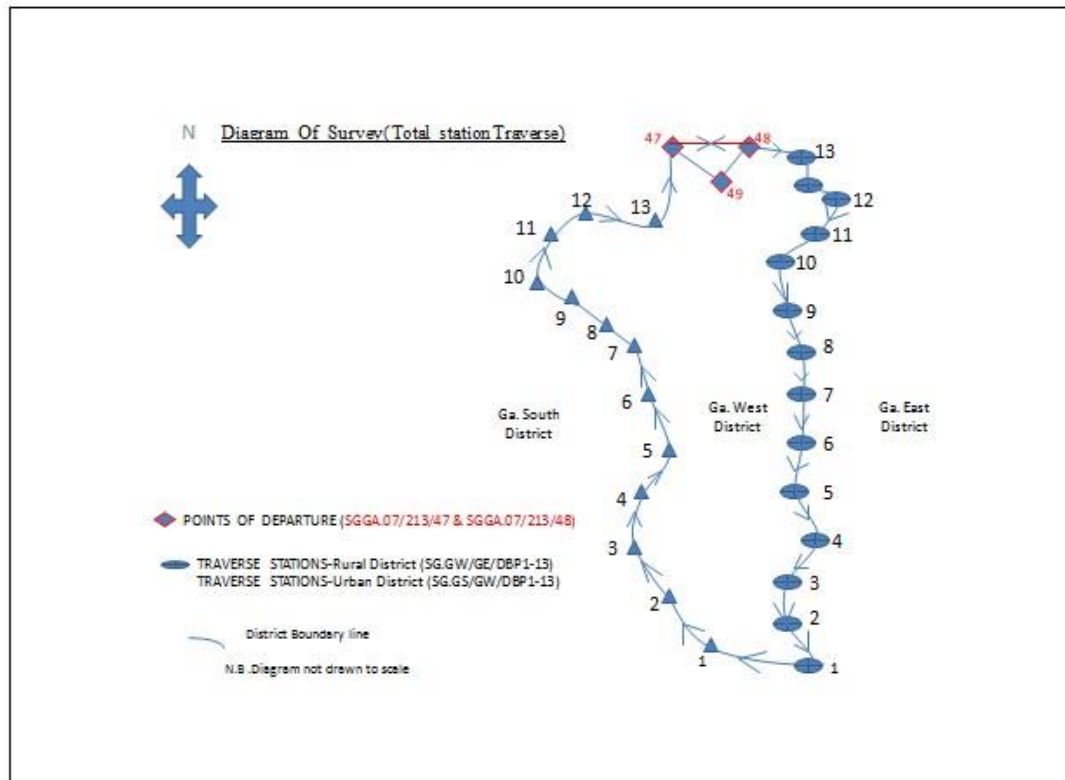 N Diagram Of Survey(Total station Traverse)
47
48
13
49
12
12
13
11
11
10
10
9
9
8
8
7
7
6
6
Ga. South
District
Ga. West
District
Ga. East
District
5
5
4
POINTS OF DEPARTURE (SGGA.07/213/47 & SGGA.07/213/48)
4
3
TRAVERSE STATIONS-Rural District (SG.GW/GE/DBP1-13)
TRAVERSE STATIONS-Urban District (SG.GS/GW/DBP1-13)
3
2
2
District Boundary line
1
1
N.B .Diagram not drawn to scale